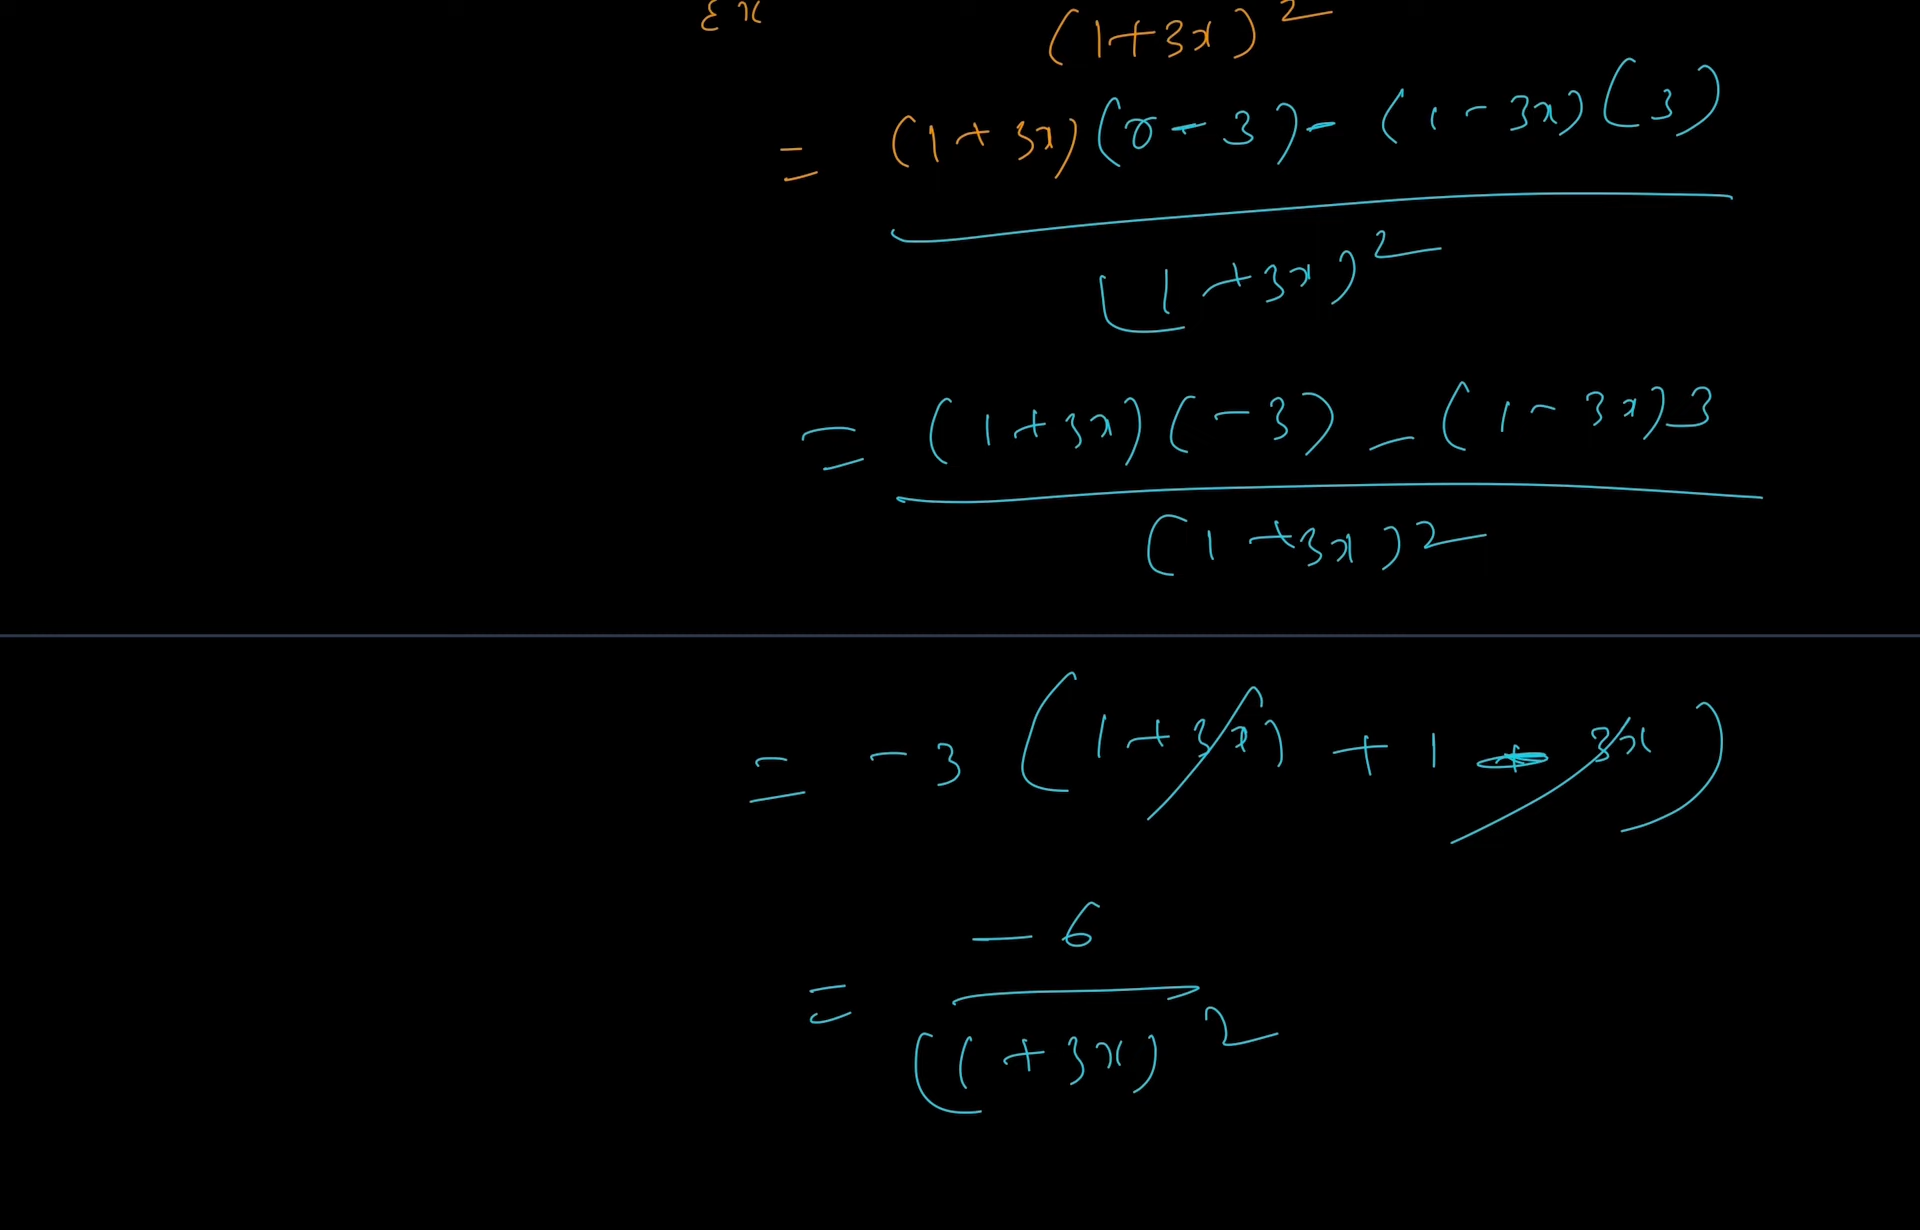 (1+3x)²
= (1+3x)(0-3)-(1-3x)(3)
(1+3x)²
= (1+3x)(-3)-(1-3x)3
(1+3x)²
= -3(1+3x)+1-3x)
-6
=
((1+3x)²